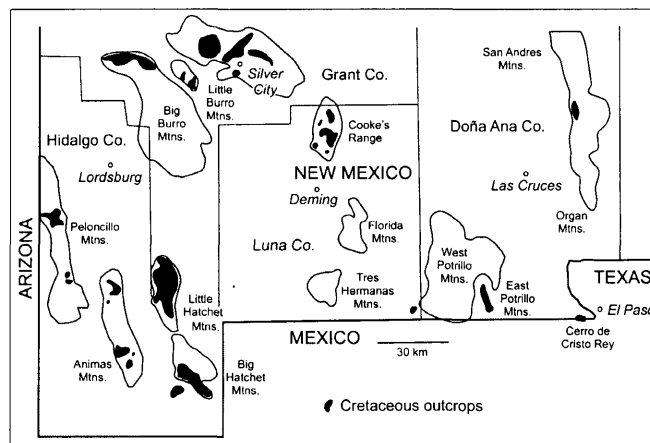 San Andres
Mtns.
Silver
City
Grant Co.
Little
Burro
Mtns.
Big
Burro
Mtns.
Cooke's
Range
Doña Ana Co.
Hidalgo Co.
Lordsburg
NEW MEXICO
Deming
Las Cruces
Organ
Mtns.
Peloncillo
Mtns.
Florida
Mtns.
Luna Co.
West
Potrillo
Mtns.
ARIZONA
Tres
Hermanas
Mtns.
East
Potrillo
Mtns.
TEXAS
El Paso
Little
Hatchet
Mtns.
MEXICO
30 km
Cerro de
Cristo Rey
Animas
Mtns.
Big
Hatchet
Mtns.
Cretaceous outcrops